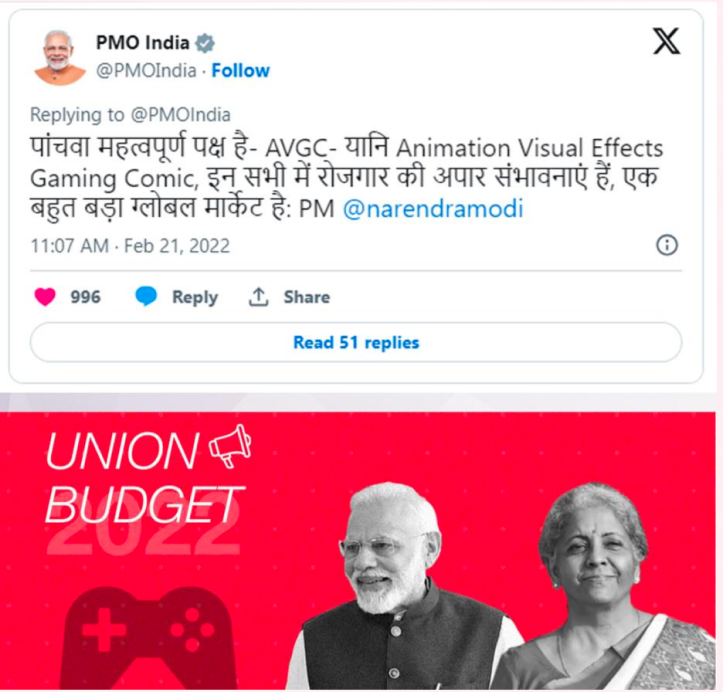 PMO India
@PMOIndia · Follow
X
Replying to @PMOIndia
पांचवा महत्वपूर्ण पक्ष है- AVGC- यानि Animation Visual Effects
Gaming Comic, इन सभी में रोजगार की अपार संभावनाएं हैं, एक
बहुत बड़ा ग्लोबल मार्केट है: PM @narendramodi
11:07 AM · Feb 21, 2022
996 Reply Share
Read 51 replies
UNION
BUDGET
2022